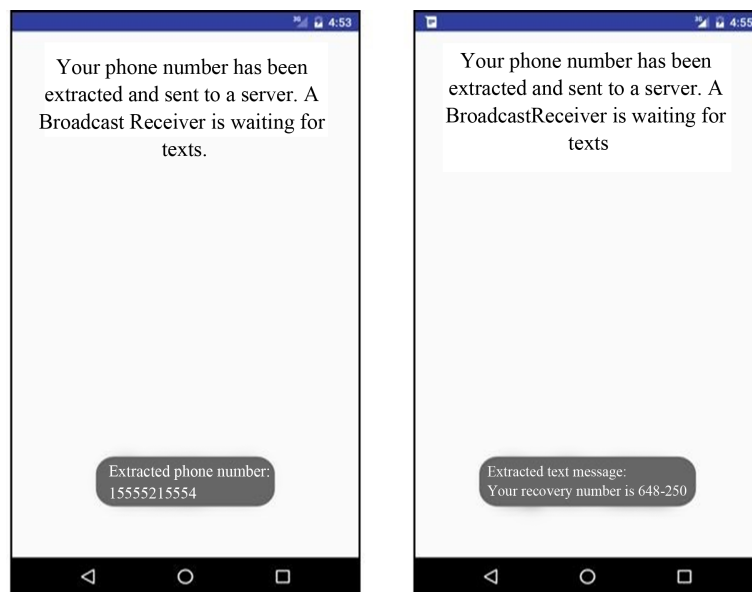 3G 4:53
Your phone number has been
extracted and sent to a server. A
Broadcast Receiver is waiting for
texts.
Extracted phone number:
15555215554
3G 4:55
Your phone number has been
extracted and sent to a server. A
BroadcastReceiver is waiting for
texts
Extracted text message:
Your recovery number is 648-250